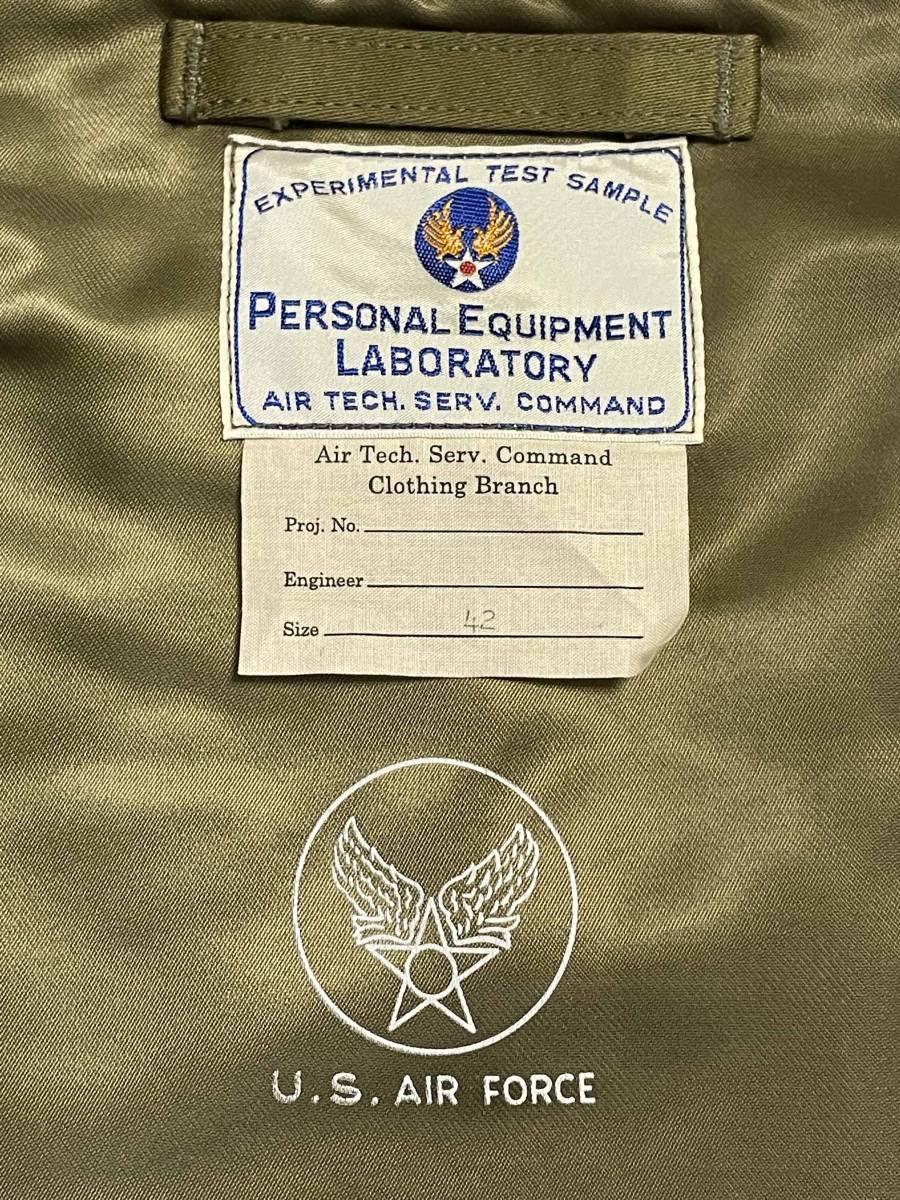 EXPERIMENTAL TEST SAMPLE
PERSONAL EQUIPMENT
LABORATORY
AIR TECH. SERV. COMMAND
Air Tech. Serv. Command
Clothing Branch
Proj. No.
Engineer
Size 42
U.S. AIR FORCE